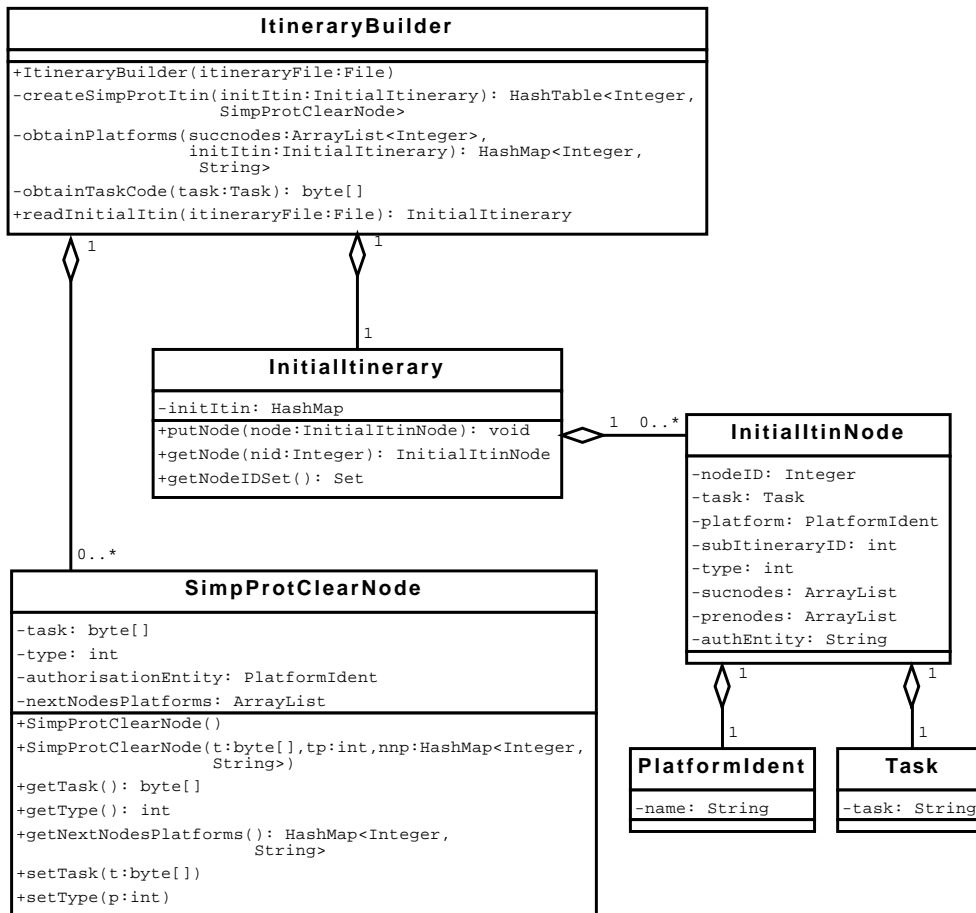 ItineraryBuilder
+ItineraryBuilder(itineraryFile:File)
-createSimpProtItin(initItin:InitialItinerary): HashTable<Integer,
SimpProtClearNode>
-obtainPlatforms(succnodes:ArrayList<Integer>,
initItin:InitialItinerary): HashMap<Integer,
String>
-obtainTaskCode(task:Task): byte[]
+readInitialItin(itineraryFile:File): InitialItinerary
1
1
1
InitialItinerary
-initItin: HashMap
+putNode(node:InitialItinNode): void
+getNode(nid:Integer): InitialItinNode
+getNodeIDSet(): Set
1 0..*
InitialItinNode
-nodeID: Integer
-task: Task
-platform: PlatformIdent
-subItineraryID: int
-type: int
-sucnodes: ArrayList
-prenodes: ArrayList
-authEntity: String
0..*
SimpProtClearNode
-task: byte[]
-type: int
-authorisationEntity: PlatformIdent
-nextNodesPlatforms: ArrayList
+SimpProtClearNode()
+SimpProtClearNode(t:byte[],tp:int,nnp:HashMap<Integer,
String>)
+getTask(): byte[]
+getType(): int
+getNextNodesPlatforms(): HashMap<Integer,
String>
+setTask(t:byte[])
+setType(p:int)
1
1
1
1
PlatformIdent
-name: String
Task
-task: String